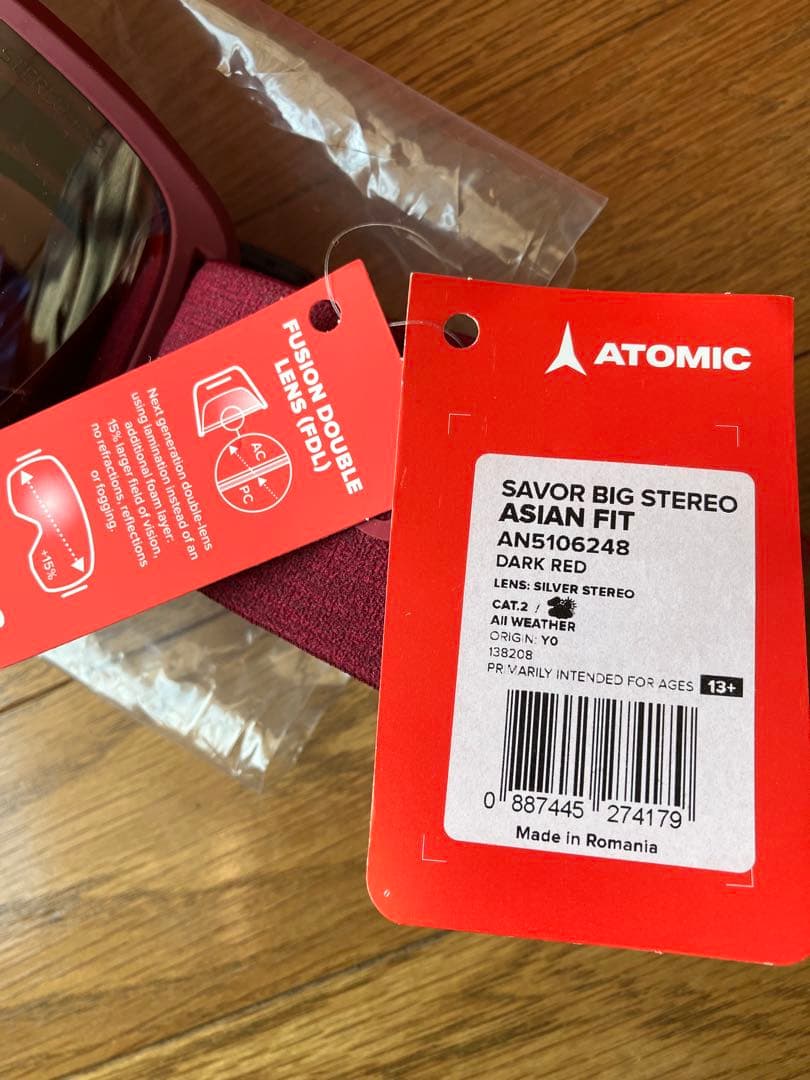 FUSION DOUBLE
LENS (FDL)
AC
PC
Next generation double-lens
using lamination instead of an
additional foam layer:
15% larger field of vision,
no refractions, reflections
or fogging.
+15%
ATOMIC
SAVOR BIG STEREO
ASIAN FIT
AN5106248
DARK RED
LENS: SILVER STEREO
CAT.2 /
All WEATHER
ORIGIN: Y0
138208
PRIMARILY INTENDED FOR AGES 13+
0 887445 274179
Made in Romania